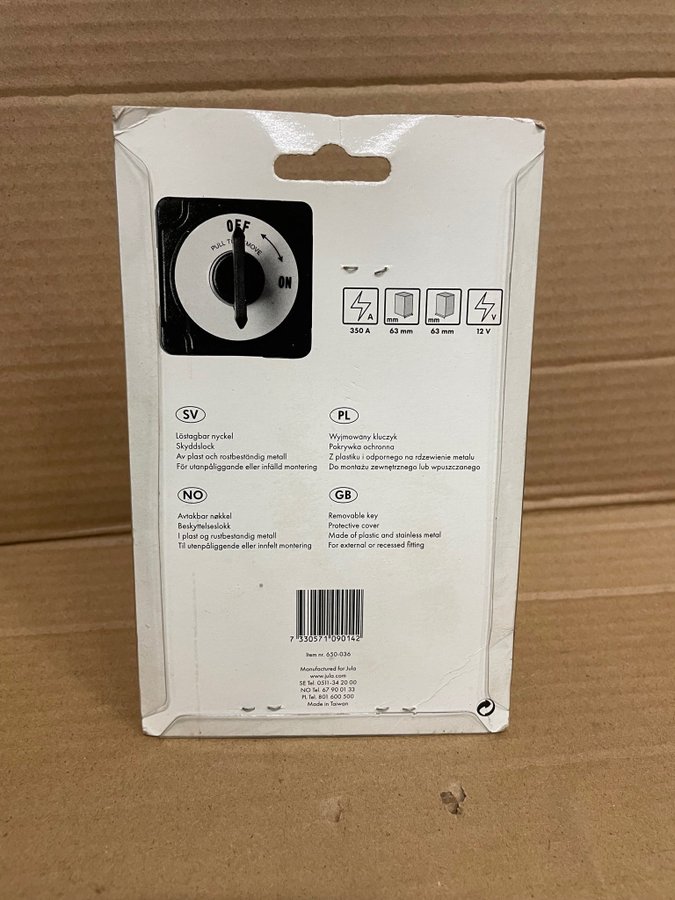 OFF
PULL TO REMOVE
ON
A
mm
mm
V
350 A
63 mm
63 mm
12 V
SV
Löstagbar nyckel
Skyddslock
Av plast och rostbeständig metall
För utanpåliggande eller infälld montering
PL
Wyjmowany kluczyk
Pokrywka ochronna
Z plastiku i odpornego na rdzewienie metalu
Do montażu zewnętrznego lub wpuszczanego
NO
Avtakbar nøkkel
Beskyttelseslokk
I plast og rustbestandig metall
Til utenpåliggende eller innfelt montering
GB
Removable key
Protective cover
Made of plastic and stainless metal
For external or recessed fitting
7 330571 090142
Item nr. 650-036
Manufactured for Jula
www.jula.com
SE Tel. 0511-34 20 00
NO Tel. 67 90 01 33
PL Tel. 801 600 500
Made in Taiwan